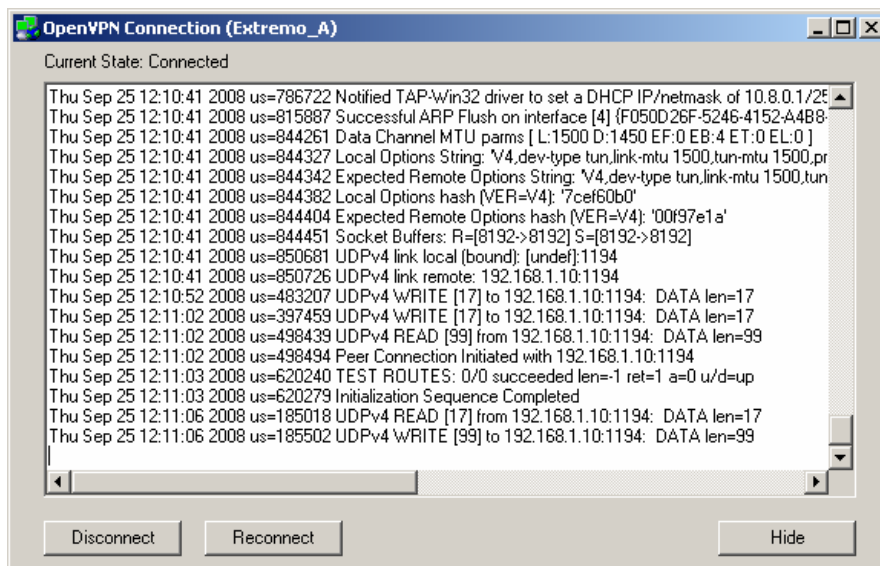 OpenVPN Connection (Extremo_A)
Current State: Connected
Thu Sep 25 12:10:41 2008 us=786722 Notified TAP-Win32 driver to set a DHCP IP/netmask of 10.8.0.1/25
Thu Sep 25 12:10:41 2008 us=815887 Successful ARP Flush on interface [4] {F050D26F-5246-4152-A4B8-
Thu Sep 25 12:10:41 2008 us=844261 Data Channel MTU parms [ L:1500 D:1450 EF:0 EB:4 ET:0 EL:0 ]
Thu Sep 25 12:10:41 2008 us=844327 Local Options String: 'V4,dev-type tun,link-mtu 1500,tun-mtu 1500,pr
Thu Sep 25 12:10:41 2008 us=844342 Expected Remote Options String: 'V4,dev-type tun,link-mtu 1500,tun
Thu Sep 25 12:10:41 2008 us=844382 Local Options hash (VER=V4): '7cef60b0'
Thu Sep 25 12:10:41 2008 us=844404 Expected Remote Options hash (VER=V4): '00f97e1a'
Thu Sep 25 12:10:41 2008 us=844451 Socket Buffers: R=[8192->8192] S=[8192->8192]
Thu Sep 25 12:10:41 2008 us=850681 UDPv4 link local (bound): [undef]:1194
Thu Sep 25 12:10:41 2008 us=850726 UDPv4 link remote: 192.168.1.10:1194
Thu Sep 25 12:10:52 2008 us=483207 UDPv4 WRITE [17] to 192.168.1.10:1194:  DATA len=17
Thu Sep 25 12:11:02 2008 us=397459 UDPv4 WRITE [17] to 192.168.1.10:1194:  DATA len=17
Thu Sep 25 12:11:02 2008 us=498439 UDPv4 READ [99] from 192.168.1.10:1194:  DATA len=99
Thu Sep 25 12:11:02 2008 us=498494 Peer Connection Initiated with 192.168.1.10:1194
Thu Sep 25 12:11:03 2008 us=620240 TEST ROUTES: 0/0 succeeded len=-1 ret=1 a=0 u/d=up
Thu Sep 25 12:11:03 2008 us=620279 Initialization Sequence Completed
Thu Sep 25 12:11:06 2008 us=185018 UDPv4 READ [17] from 192.168.1.10:1194:  DATA len=17
Thu Sep 25 12:11:06 2008 us=185502 UDPv4 WRITE [99] to 192.168.1.10:1194:  DATA len=99
Disconnect
Reconnect
Hide